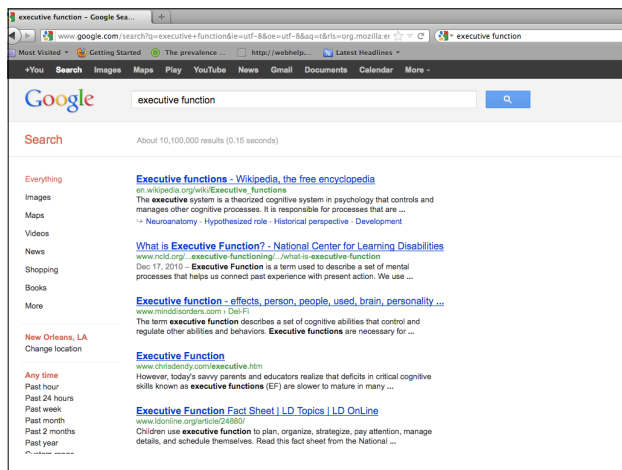 executive function - Google Sea...
www.google.com/search?q=executive+function&ie=utf-8&oe=utf-8&aq=t&rls=org.mozilla:er
executive function
Most Visited
Getting Started
The prevalence ...
http://webhelp....
Latest Headlines
+You Search Images Maps Play YouTube News Gmail Documents Calendar More
Google
executive function
Search
About 10,100,000 results (0.15 seconds)
Everything
Images
Maps
Videos
News
Shopping
Books
More
New Orleans, LA
Change location
Any time
Past hour
Past 24 hours
Past week
Past month
Past 2 months
Past year
Custom range
Executive functions - Wikipedia, the free encyclopedia
en.wikipedia.org/wiki/Executive_functions
The executive system is a theorized cognitive system in psychology that controls and
manages other cognitive processes. It is responsible for processes that are ...
Neuroanatomy - Hypothesized role - Historical perspective - Development
What is Executive Function? - National Center for Learning Disabilities
www.ncld.org/...executive-functioning/.../what-is-executive-function
Dec 17, 2010 – Executive Function is a term used to describe a set of mental
processes that helps us connect past experience with present action. We use ...
Executive function - effects, person, people, used, brain, personality ...
www.minddisorders.com › Del-Fi
The term executive function describes a set of cognitive abilities that control and
regulate other abilities and behaviors. Executive functions are necessary for ...
Executive Function
www.chrisdendy.com/executive.htm
However, today's savvy parents and educators realize that deficits in critical cognitive
skills known as executive functions (EF) are slower to mature in many ...
Executive Function Fact Sheet | LD Topics | LD OnLine
www.ldonline.org/article/24880/
Children use executive function to plan, organize, strategize, pay attention, manage
details, and schedule themselves. Read this fact sheet from the National ...